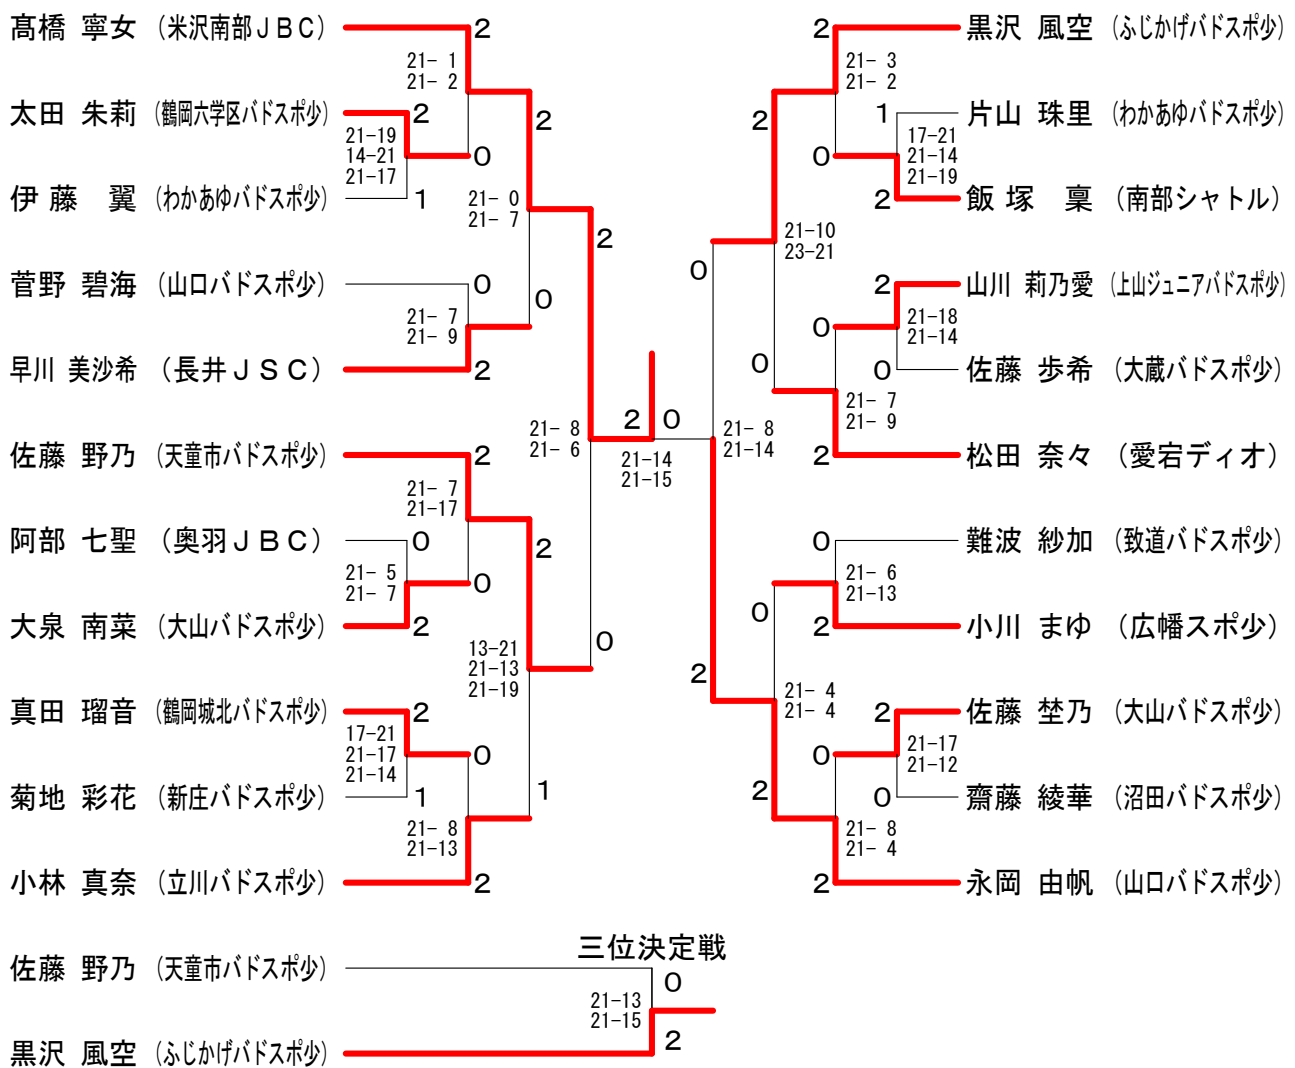 髙橋 寧女 (米沢南部ＪＢＣ) 2
21- 1
21- 2
太田 朱莉 (鶴岡六学区バドスポ少) 2
21-19
14-21
21-17
0
2
伊藤 翼 (わかあゆバドスポ少) 1
21- 0
21- 7
2
菅野 碧海 (山口バドスポ少) 0
21- 7
21- 9
0
早川 美沙希 (長井ＪＳＣ) 2
21- 8
21- 6
佐藤 野乃 (天童市バドスポ少) 2
21- 7
21-17
阿部 七聖 (奥羽ＪＢＣ) 0
21- 5
21- 7
0
2
大泉 南菜 (大山バドスポ少) 2
13-21
21-13
21-19
0
真田 瑠音 (鶴岡城北バドスポ少) 2
17-21
21-17
21-14
0
1
菊地 彩花 (新庄バドスポ少) 1
21- 8
21-13
小林 真奈 (立川バドスポ少) 2
2 0
21-14
21-15
2 黒沢 風空 (ふじかげバドスポ少)
21- 3
21- 2
1 片山 珠里 (わかあゆバドスポ少)
17-21
21-14
21-19
2
0
2 飯塚 稟 (南部シャトル)
21-10
23-21
0
2 山川 莉乃愛 (上山ジュニアバドスポ少)
21-18
21-14
0
0
0 佐藤 歩希 (大蔵バドスポ少)
21- 7
21- 9
2 松田 奈々 (愛宕ディオ)
21- 8
21-14
0 難波 紗加 (致道バドスポ少)
21- 6
21-13
0
2 小川 まゆ (広幡スポ少)
2
21- 4
21- 4
2 佐藤 埜乃 (大山バドスポ少)
21-17
21-12
0
2
0 齋藤 綾華 (沼田バドスポ少)
21- 8
21- 4
2 永岡 由帆 (山口バドスポ少)
三位決定戦
佐藤 野乃 (天童市バドスポ少) 0
21-13
21-15
黒沢 風空 (ふじかげバドスポ少) 2